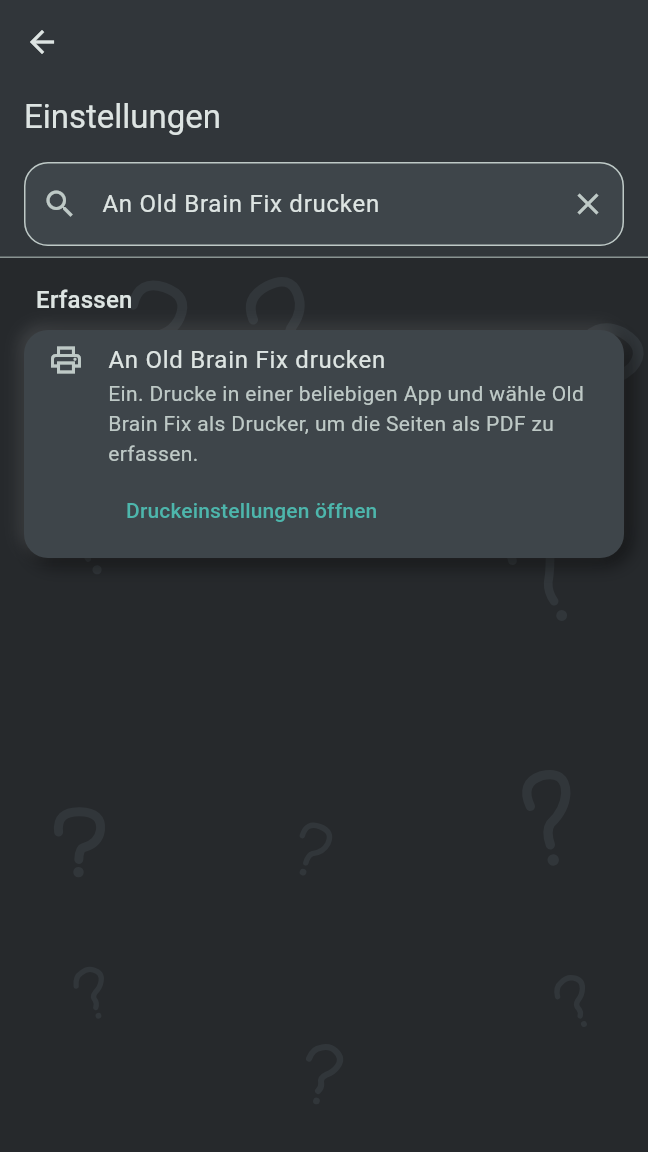 Einstellungen
An Old Brain Fix drucken
Erfassen
An Old Brain Fix drucken
Ein. Drucke in einer beliebigen App und wähle Old
Brain Fix als Drucker, um die Seiten als PDF zu
erfassen.
Druckeinstellungen öffnen